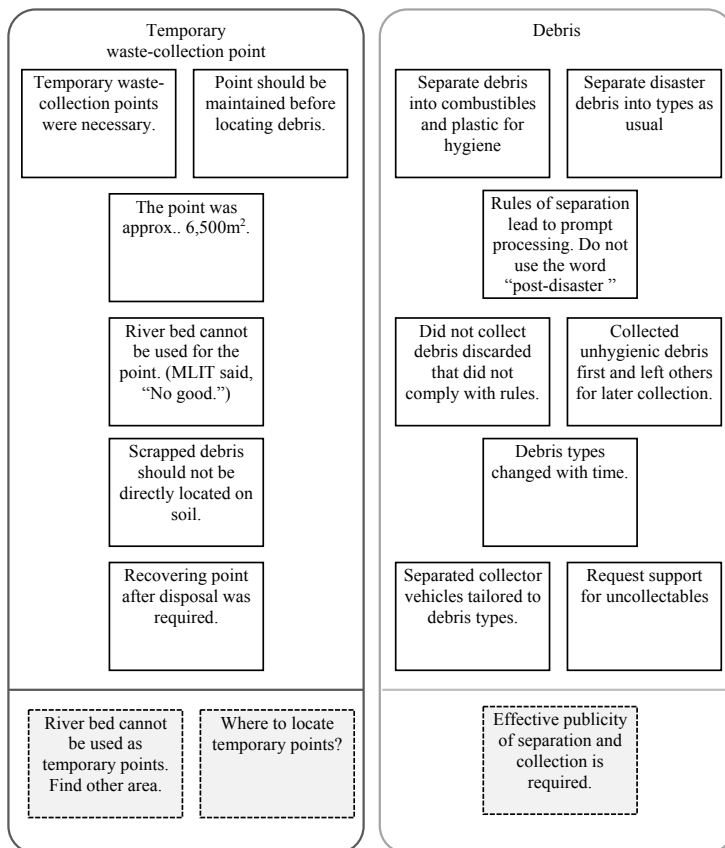 Temporary
waste-collection point
Temporary waste-
collection points
were necessary.
Point should be
maintained before
locating debris.
The point was
approx.. 6,500m².
River bed cannot
be used for the
point. (MLIT said,
“No good.”)
Scrapped debris
should not be
directly located on
soil.
Recovering point
after disposal was
required.
River bed cannot
be used as
temporary points.
Find other area.
Where to locate
temporary points?
Debris
Separate debris
into combustibles
and plastic for
hygiene
Separate disaster
debris into types as
usual
Rules of separation
lead to prompt
processing. Do not
use the word
“post-disaster ”
Did not collect
debris discarded
that did not
comply with rules.
Collected
unhygienic debris
first and left others
for later collection.
Debris types
changed with time.
Separated collector
vehicles tailored to
debris types.
Request support
for uncollectables
Effective publicity
of separation and
collection is
required.